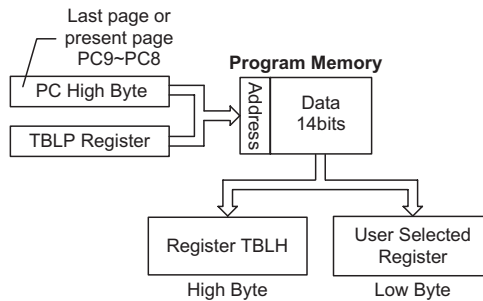 Last page or
present page
PC9~PC8
Program Memory
PC High Byte
TBLP Register
Address
Data
14bits
Register TBLH
User Selected
Register
High Byte
Low Byte